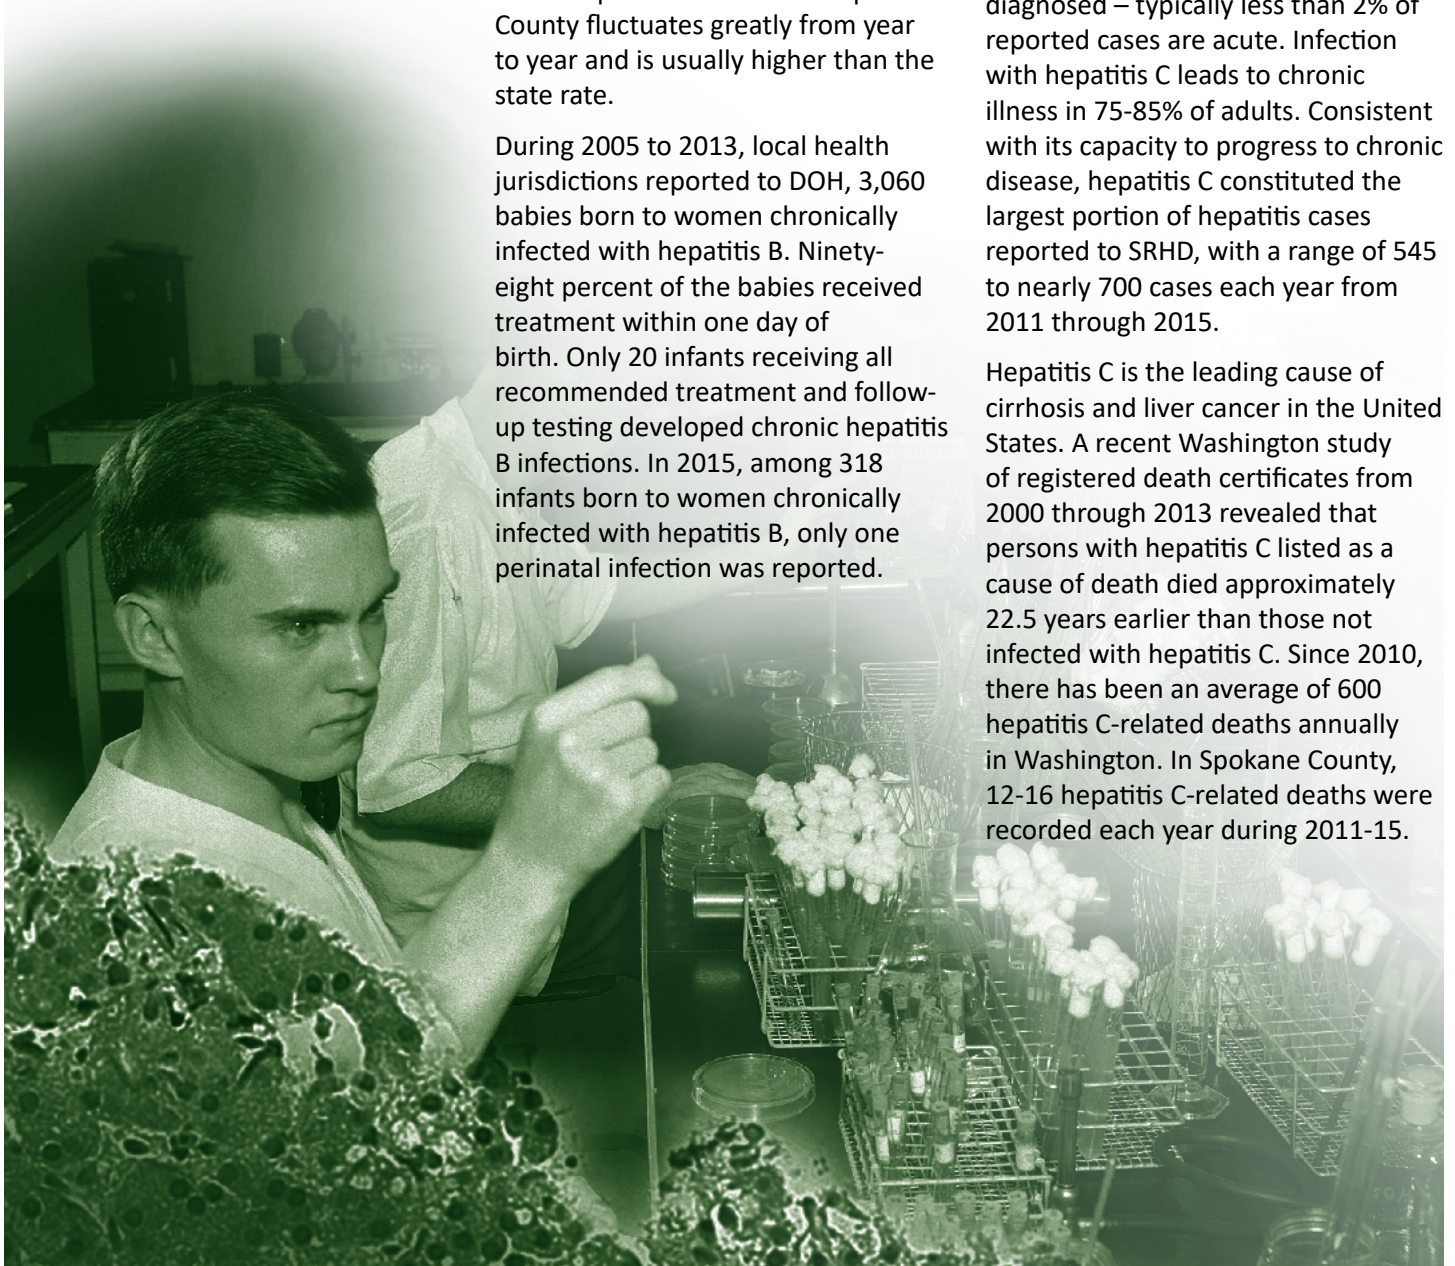 County fluctuates greatly from year
to year and is usually higher than the
state rate.
During 2005 to 2013, local health
jurisdictions reported to DOH, 3,060
babies born to women chronically
infected with hepatitis B. Ninety-
eight percent of the babies received
treatment within one day of
birth. Only 20 infants receiving all
recommended treatment and follow-
up testing developed chronic hepatitis
B infections. In 2015, among 318
infants born to women chronically
infected with hepatitis B, only one
perinatal infection was reported.
diagnosed – typically less than 2% of
reported cases are acute. Infection
with hepatitis C leads to chronic
illness in 75-85% of adults. Consistent
with its capacity to progress to chronic
disease, hepatitis C constituted the
largest portion of hepatitis cases
reported to SRHD, with a range of 545
to nearly 700 cases each year from
2011 through 2015.
Hepatitis C is the leading cause of
cirrhosis and liver cancer in the United
States. A recent Washington study
of registered death certificates from
2000 through 2013 revealed that
persons with hepatitis C listed as a
cause of death died approximately
22.5 years earlier than those not
infected with hepatitis C. Since 2010,
there has been an average of 600
hepatitis C-related deaths annually
in Washington. In Spokane County,
12-16 hepatitis C-related deaths were
recorded each year during 2011-15.